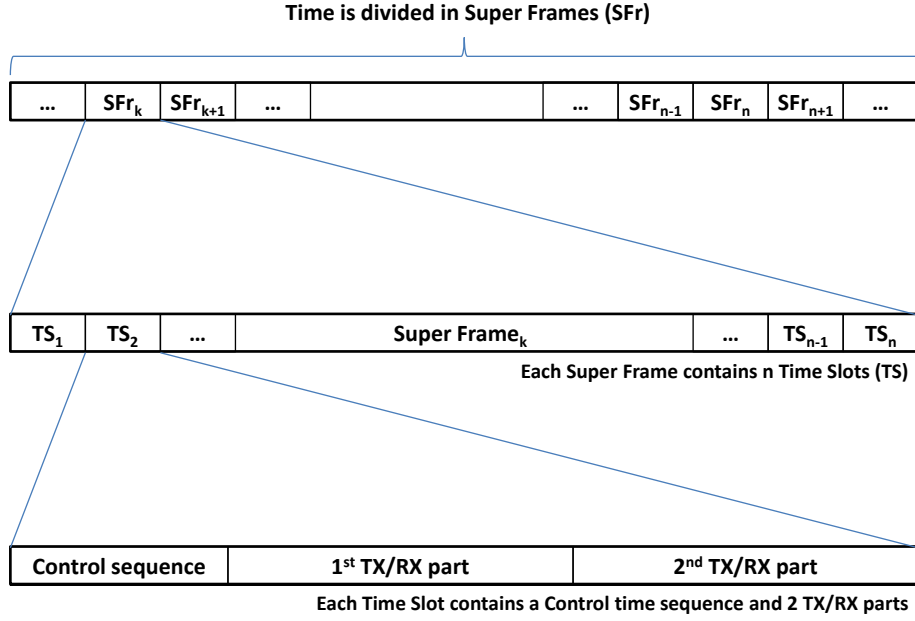 Time is divided in Super Frames (SFr)
... SFrₖ SFrₖ₊₁ ... ... SFrₙ₋₁ SFrₙ SFrₙ₊₁ ...
TS₁ TS₂ ... Super Frameₖ ... TSₙ₋₁ TSₙ
Each Super Frame contains n Time Slots (TS)
Control sequence 1ˢᵗ TX/RX part 2ⁿᵈ TX/RX part
Each Time Slot contains a Control time sequence and 2 TX/RX parts